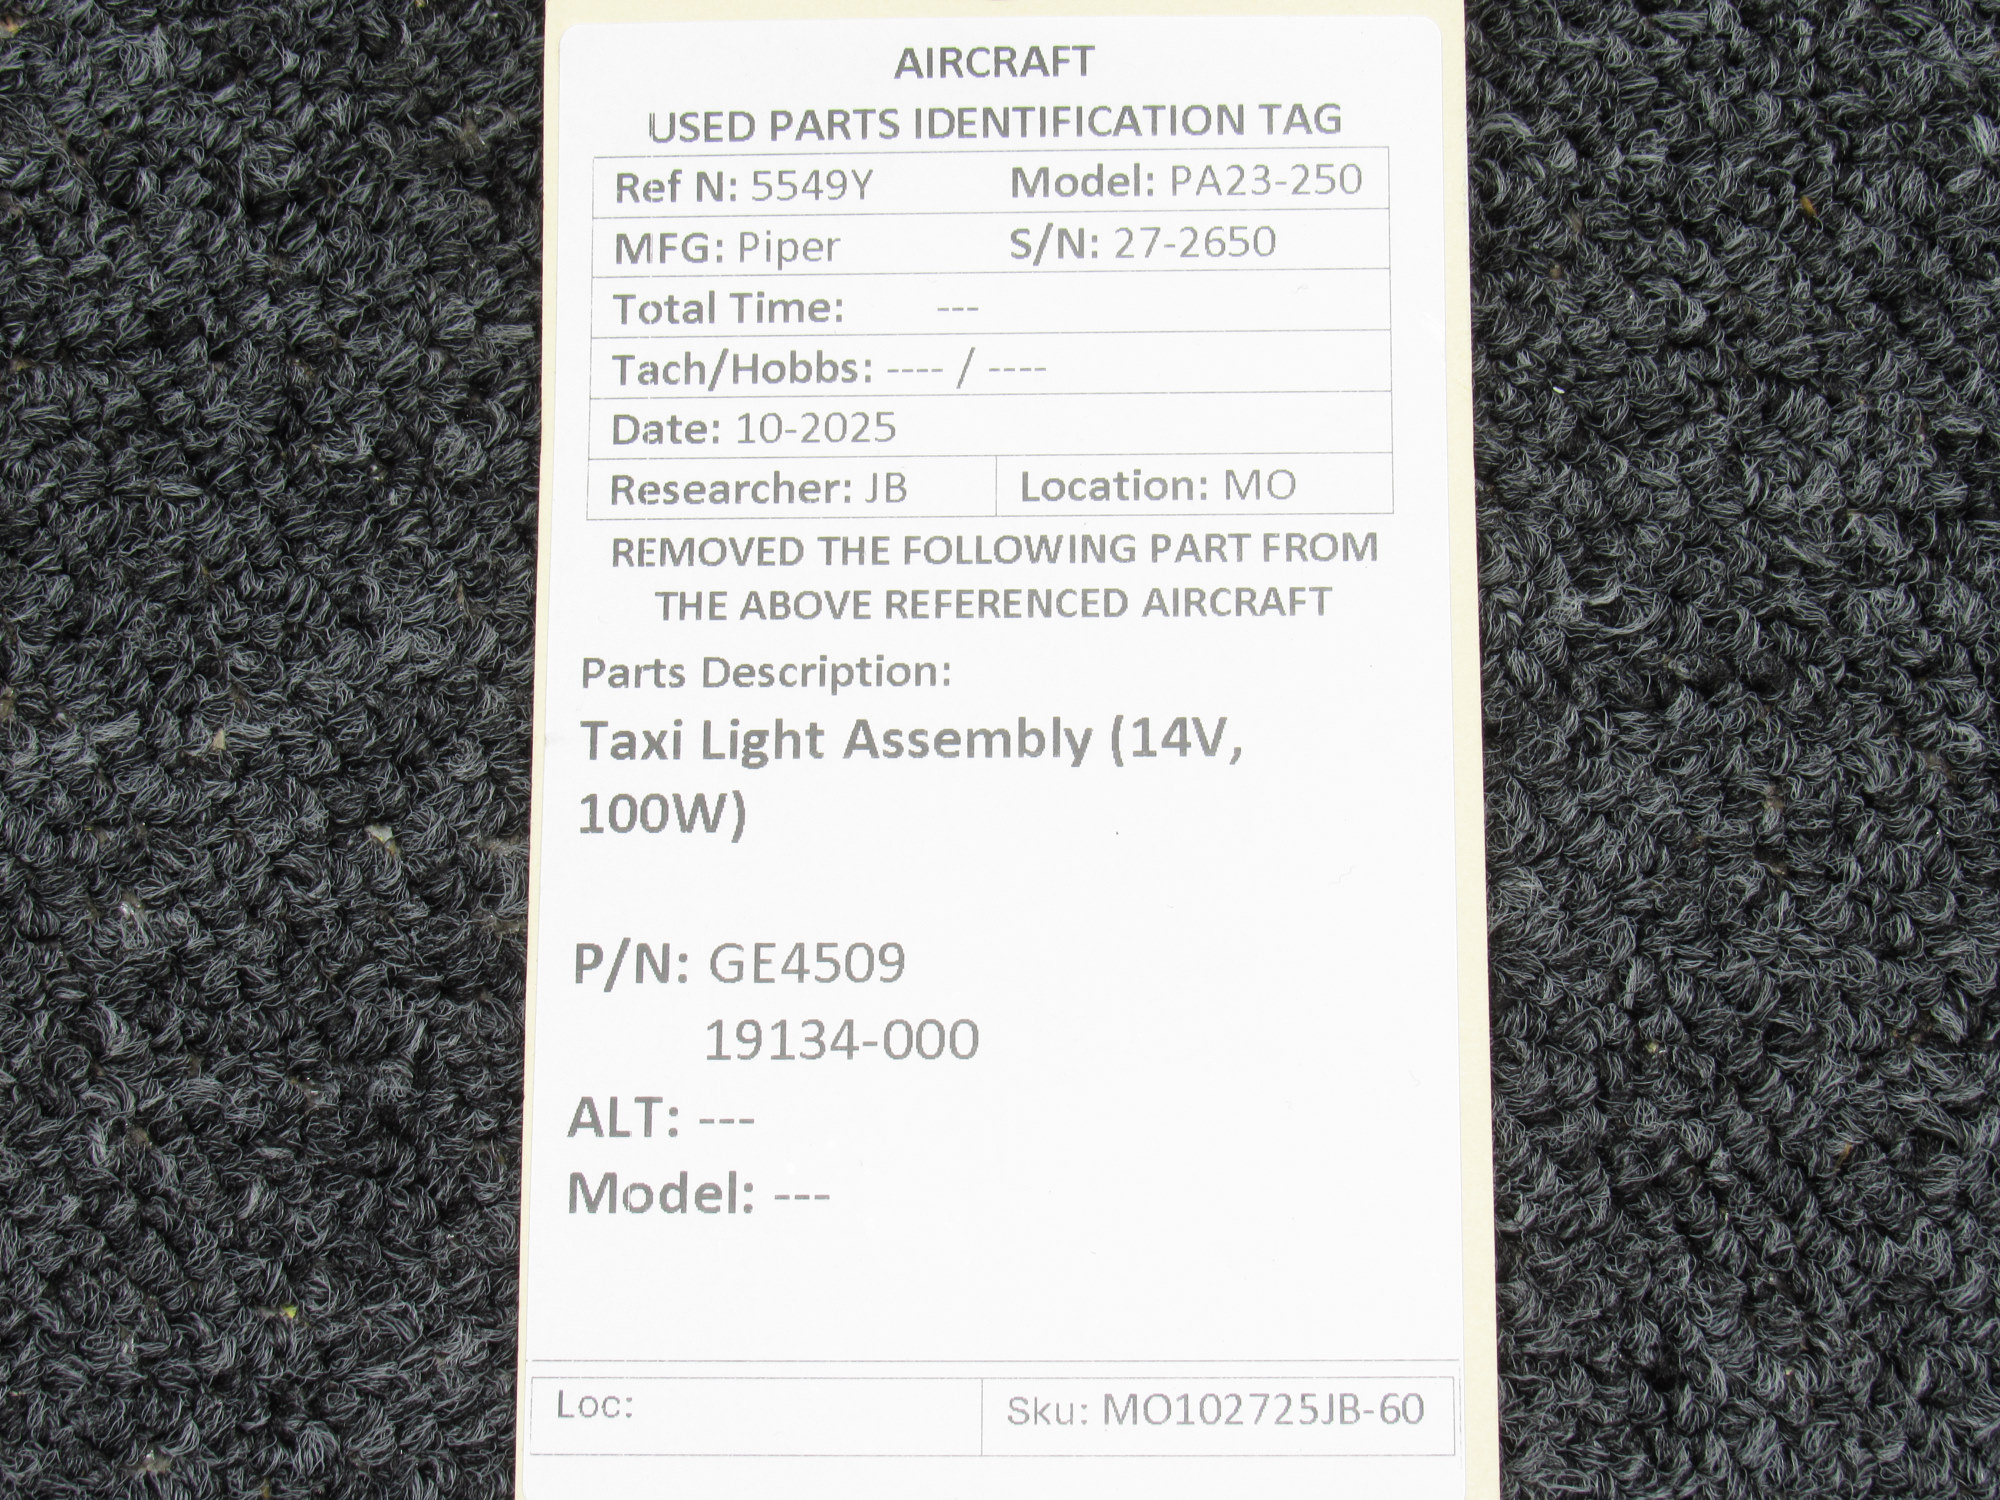 AIRCRAFT
USED PARTS IDENTIFICATION TAG
Ref N: 5549Y Model: PA23-250
MFG: Piper S/N: 27-2650
Total Time: ---
Tach/Hobbs: ---- / ----
Date: 10-2025
Researcher: JB Location: MO
REMOVED THE FOLLOWING PART FROM
THE ABOVE REFERENCED AIRCRAFT
Parts Description:
Taxi Light Assembly (14V,
100W)
P/N: GE4509
19134-000
ALT: ---
Model: ---
Loc: Sku: MO102725JB-60